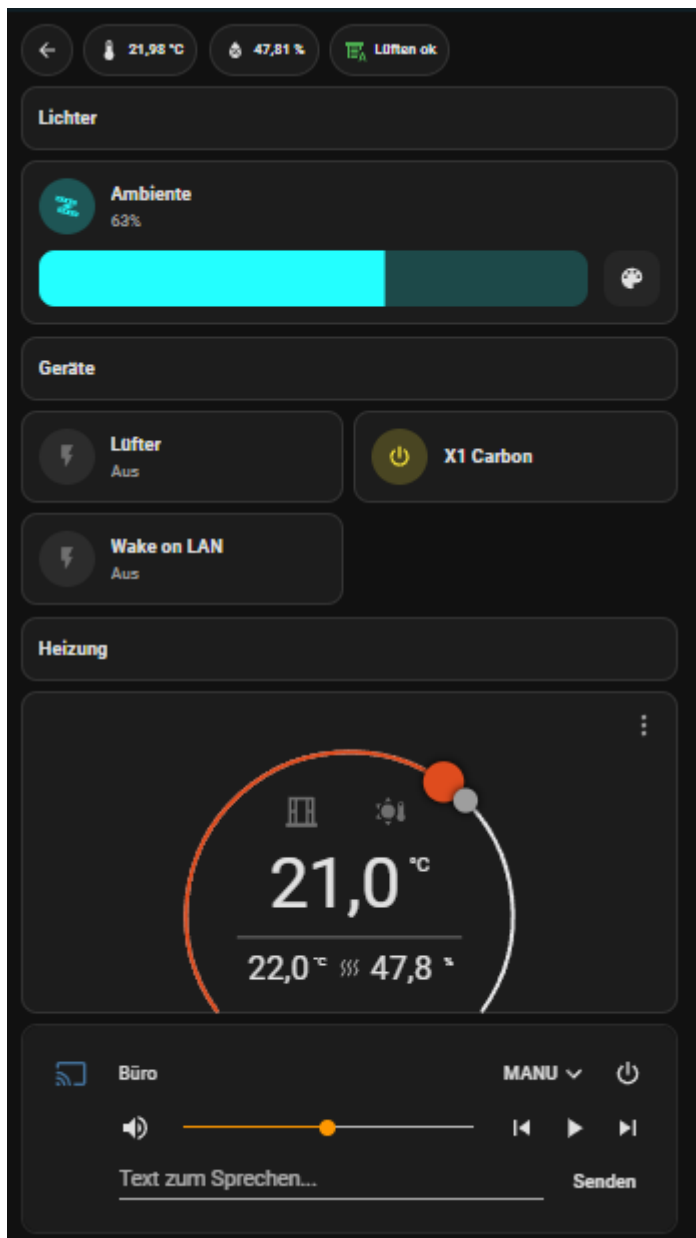 21,98 °C 47,81 % Lüften ok
Lichter
Ambiente
63%
Geräte
Lüfter
Aus
X1 Carbon
Wake on LAN
Aus
Heizung
21,0 °C
22,0 °C 47,8 %
Büro MANU
Text zum Sprechen... Senden